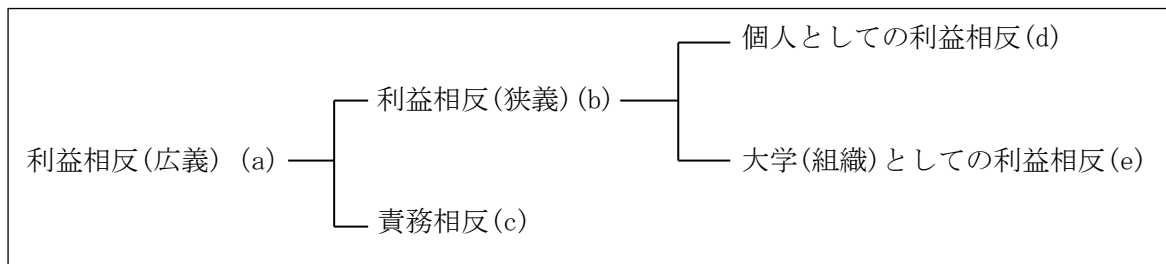 個人としての利益相反(d)
利益相反(狭義)(b)
利益相反(広義) (a)
大学(組織)としての利益相反(e)
責務相反(c)